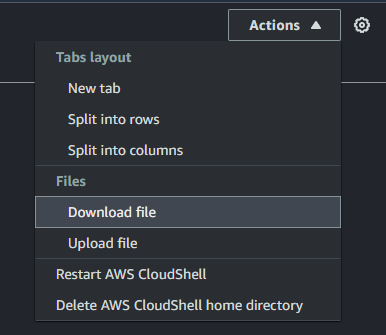 Actions
Tabs layout
New tab
Split into rows
Split into columns
Files
Download file
Upload file
Restart AWS CloudShell
Delete AWS CloudShell home directory